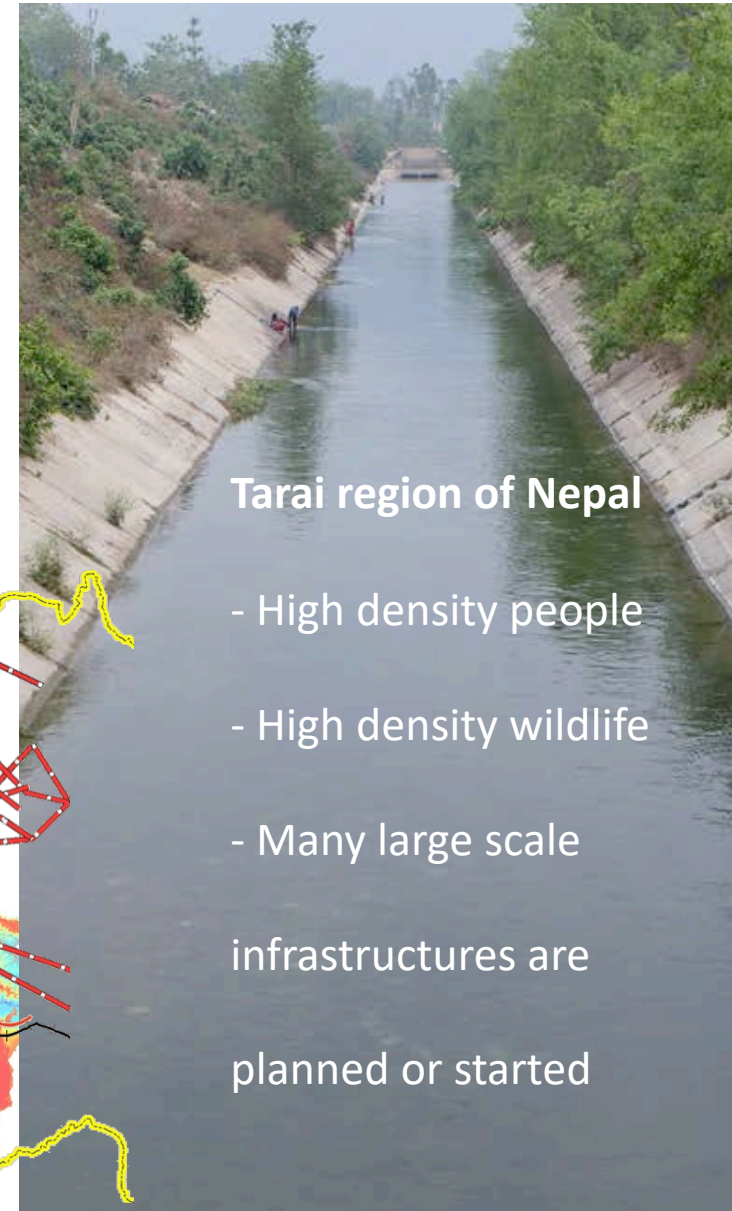 Tarai region of Nepal
- High density people
- High density wildlife
- Many large scale
infrastructures are
planned or started